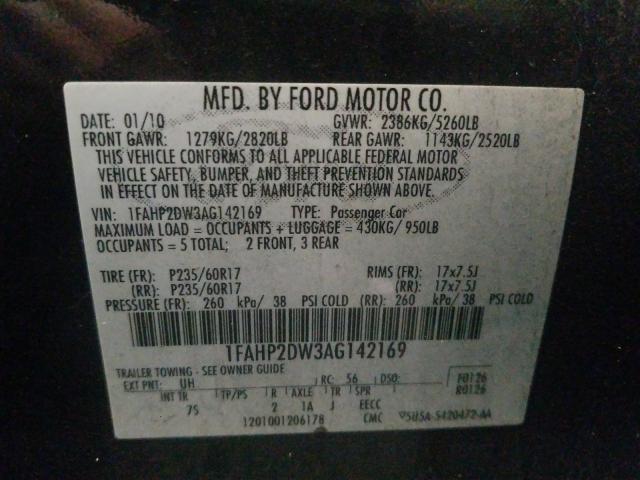 MFD. BY FORD MOTOR CO.
DATE: 01/10 GVWR: 2386KG/5260LB
FRONT GAWR: 1279KG/2820LB REAR GAWR: 1143KG/2520LB
THIS VEHICLE CONFORMS TO ALL APPLICABLE FEDERAL MOTOR
VEHICLE SAFETY, BUMPER, AND THEFT PREVENTION STANDARDS
IN EFFECT ON THE DATE OF MANUFACTURE SHOWN ABOVE.
VIN: 1FAHP2DW3AG142169 TYPE: Passenger Car
MAXIMUM LOAD = OCCUPANTS + LUGGAGE = 430KG/ 950LB
OCCUPANTS = 5 TOTAL; 2 FRONT, 3 REAR
TIRE (FR): P235/60R17 RIMS (FR): 17x7.5J
(RR): P235/60R17 (RR): 17x7.5J
PRESSURE (FR): 260 kPa/ 38 PSI COLD (RR): 260 kPa/ 38 PSI COLD
1FAHP2DW3AG142169
TRAILER TOWING - SEE OWNER GUIDE
EXT PNT: UH RC: 56 DSO: F0126
INT TR TP/PS R AXLE TR SPR R0126
7S 2 1A J EECC
1201001206178 CMC 5U5A-5420472-AA